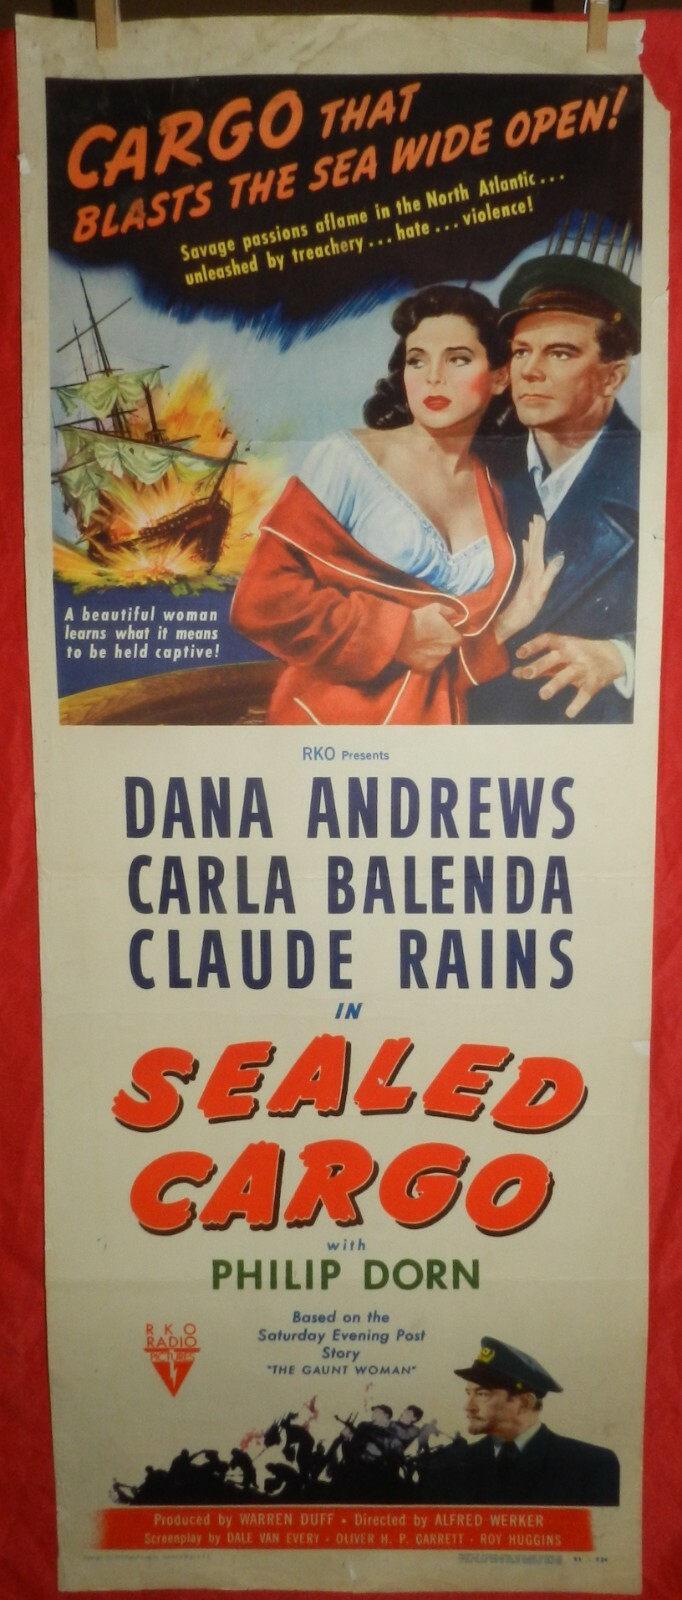 CARGO THAT
BLASTS THE SEA WIDE OPEN!
Savage passions aflame in the North Atlantic...
unleashed by treachery...hate...violence!
A beautiful woman
learns what it means
to be held captive!
RKO Presents
DANA ANDREWS
CARLA BALENDA
CLAUDE RAINS
IN
SEALED
CARGO
with
PHILIP DORN
Based on the
Saturday Evening Post
Story
"THE GAUNT WOMAN"
RKO
RADIO
PICTURES
Produced by WARREN DUFF • Directed by ALFRED WERKER
Screenplay by DALE VAN EVERY • OLIVER H. P. GARRETT • ROY HUGGINS